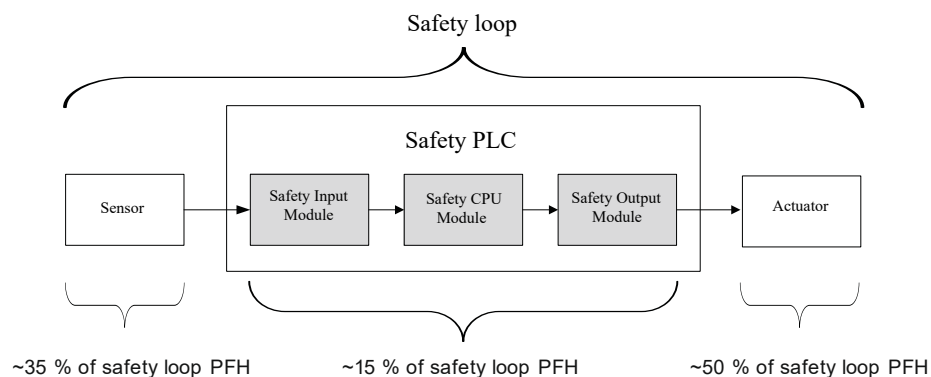 Safety loop
Safety PLC
Sensor
Safety Input
Module
Safety CPU
Module
Safety Output
Module
Actuator
~35 % of safety loop PFH
~15 % of safety loop PFH
~50 % of safety loop PFH